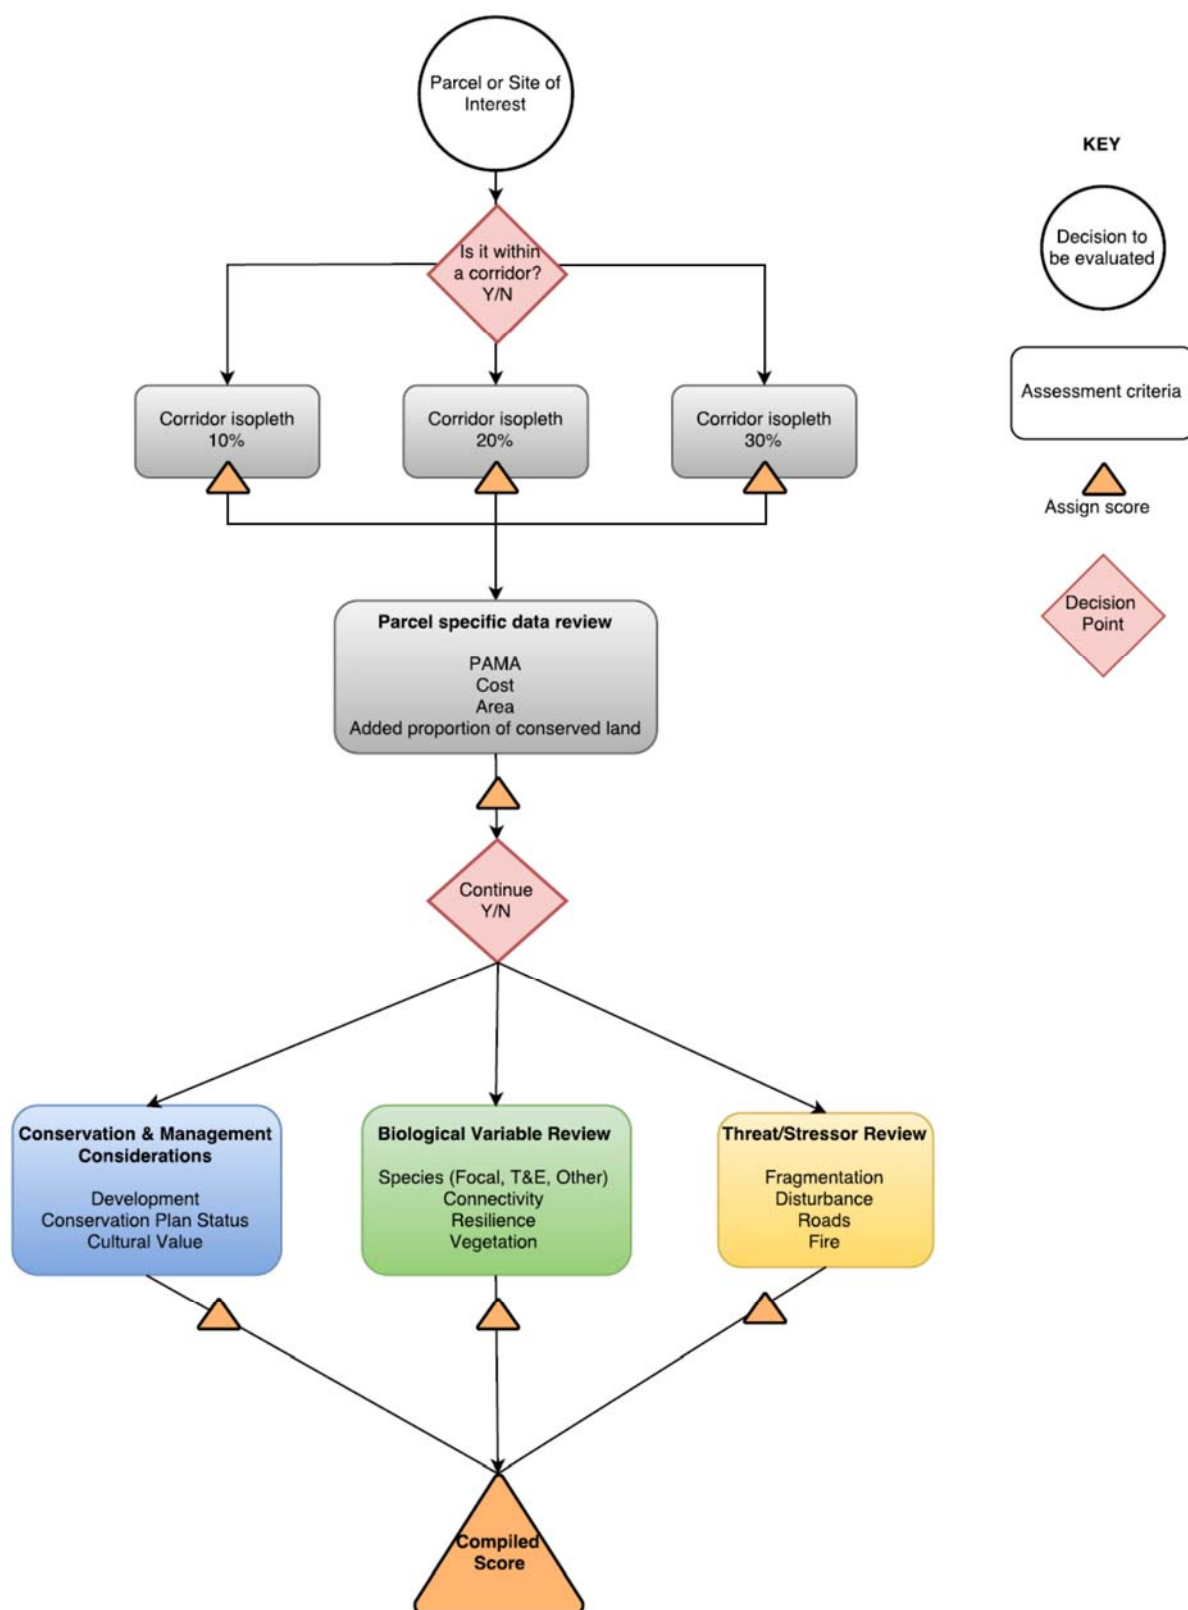 Parcel or Site of
Interest
KEY
Decision to
be evaluated
Is it within
a corridor?
Y/N
Corridor isopleth
10%
Corridor isopleth
20%
Corridor isopleth
30%
Assessment criteria
Assign score
Decision
Point
Parcel specific data review
PAMA
Cost
Area
Added proportion of conserved land
Continue
Y/N
Conservation & Management
Considerations
Development
Conservation Plan Status
Cultural Value
Biological Variable Review
Species (Focal, T&E, Other)
Connectivity
Resilience
Vegetation
Threat/Stressor Review
Fragmentation
Disturbance
Roads
Fire
Compiled
Score